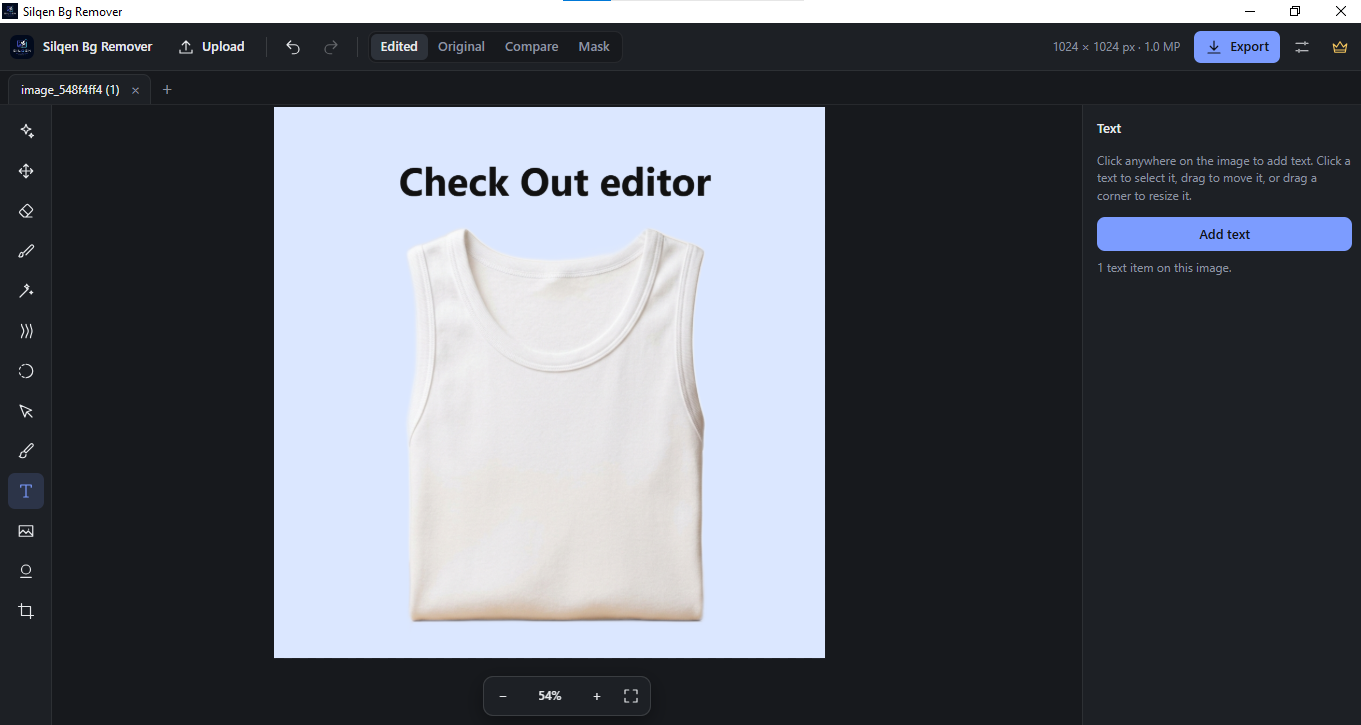 Silqen Bg Remover
Silqen Bg Remover
Upload
Edited
Original
Compare
Mask
1024 × 1024 px · 1.0 MP
Export
image_548f4ff4 (1)
Check Out editor
Text
Click anywhere on the image to add text. Click a
text to select it, drag to move it, or drag a
corner to resize it.
Add text
1 text item on this image.
54%